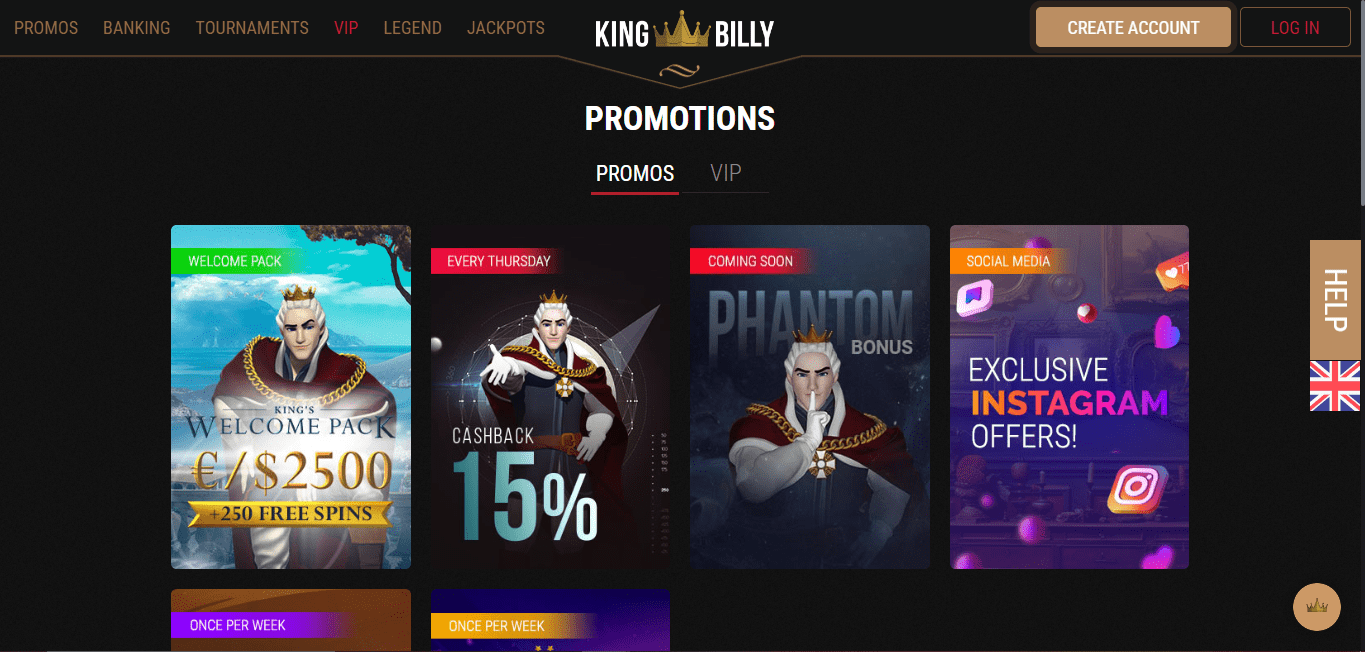 PROMOS BANKING TOURNAMENTS VIP LEGEND JACKPOTS KING BILLY CREATE ACCOUNT LOG IN
PROMOTIONS
PROMOS VIP
WELCOME PACK
KING'S
WELCOME PACK
€/$2500
+250 FREE SPINS
EVERY THURSDAY
CASHBACK
15%
COMING SOON
PHANTOM
BONUS
SOCIAL MEDIA
EXCLUSIVE
INSTAGRAM
OFFERS!
HELP
ONCE PER WEEK
ONCE PER WEEK